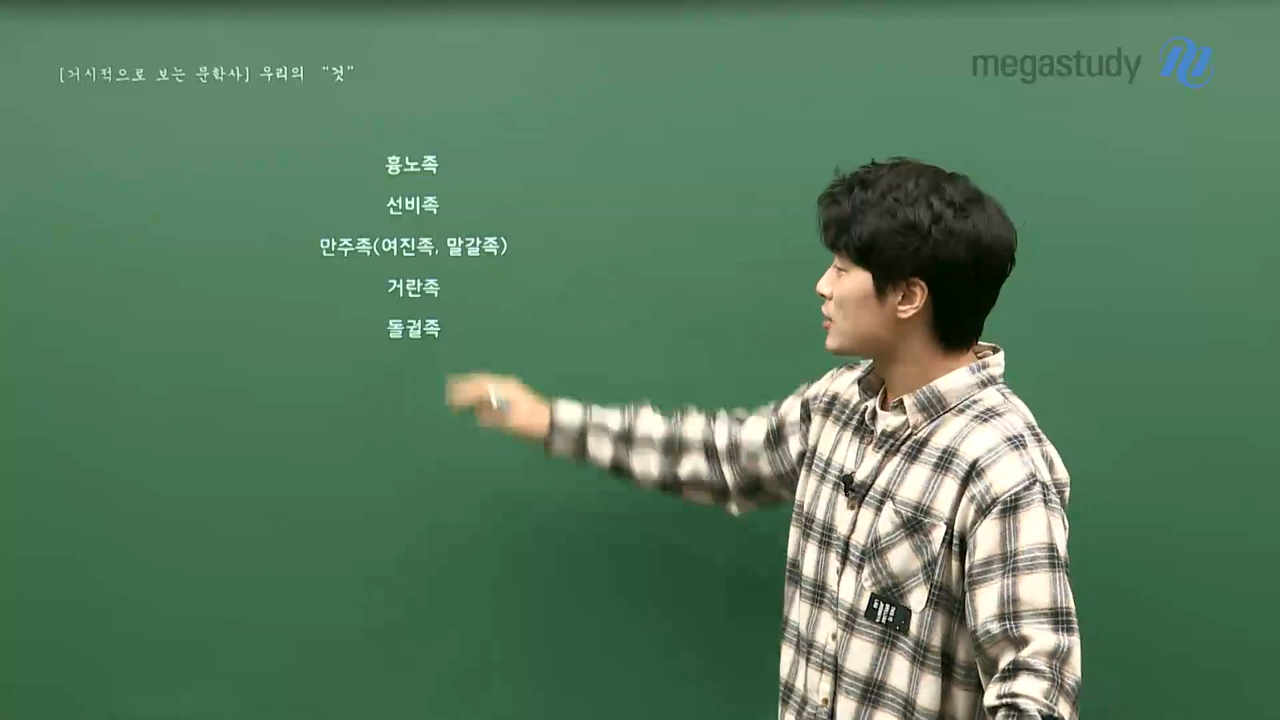 [거시적으로 보는 문학사] 우리의 "것"
megastudy
흉노족
선비족
만주족(여진족, 말갈족)
거란족
돌궐족